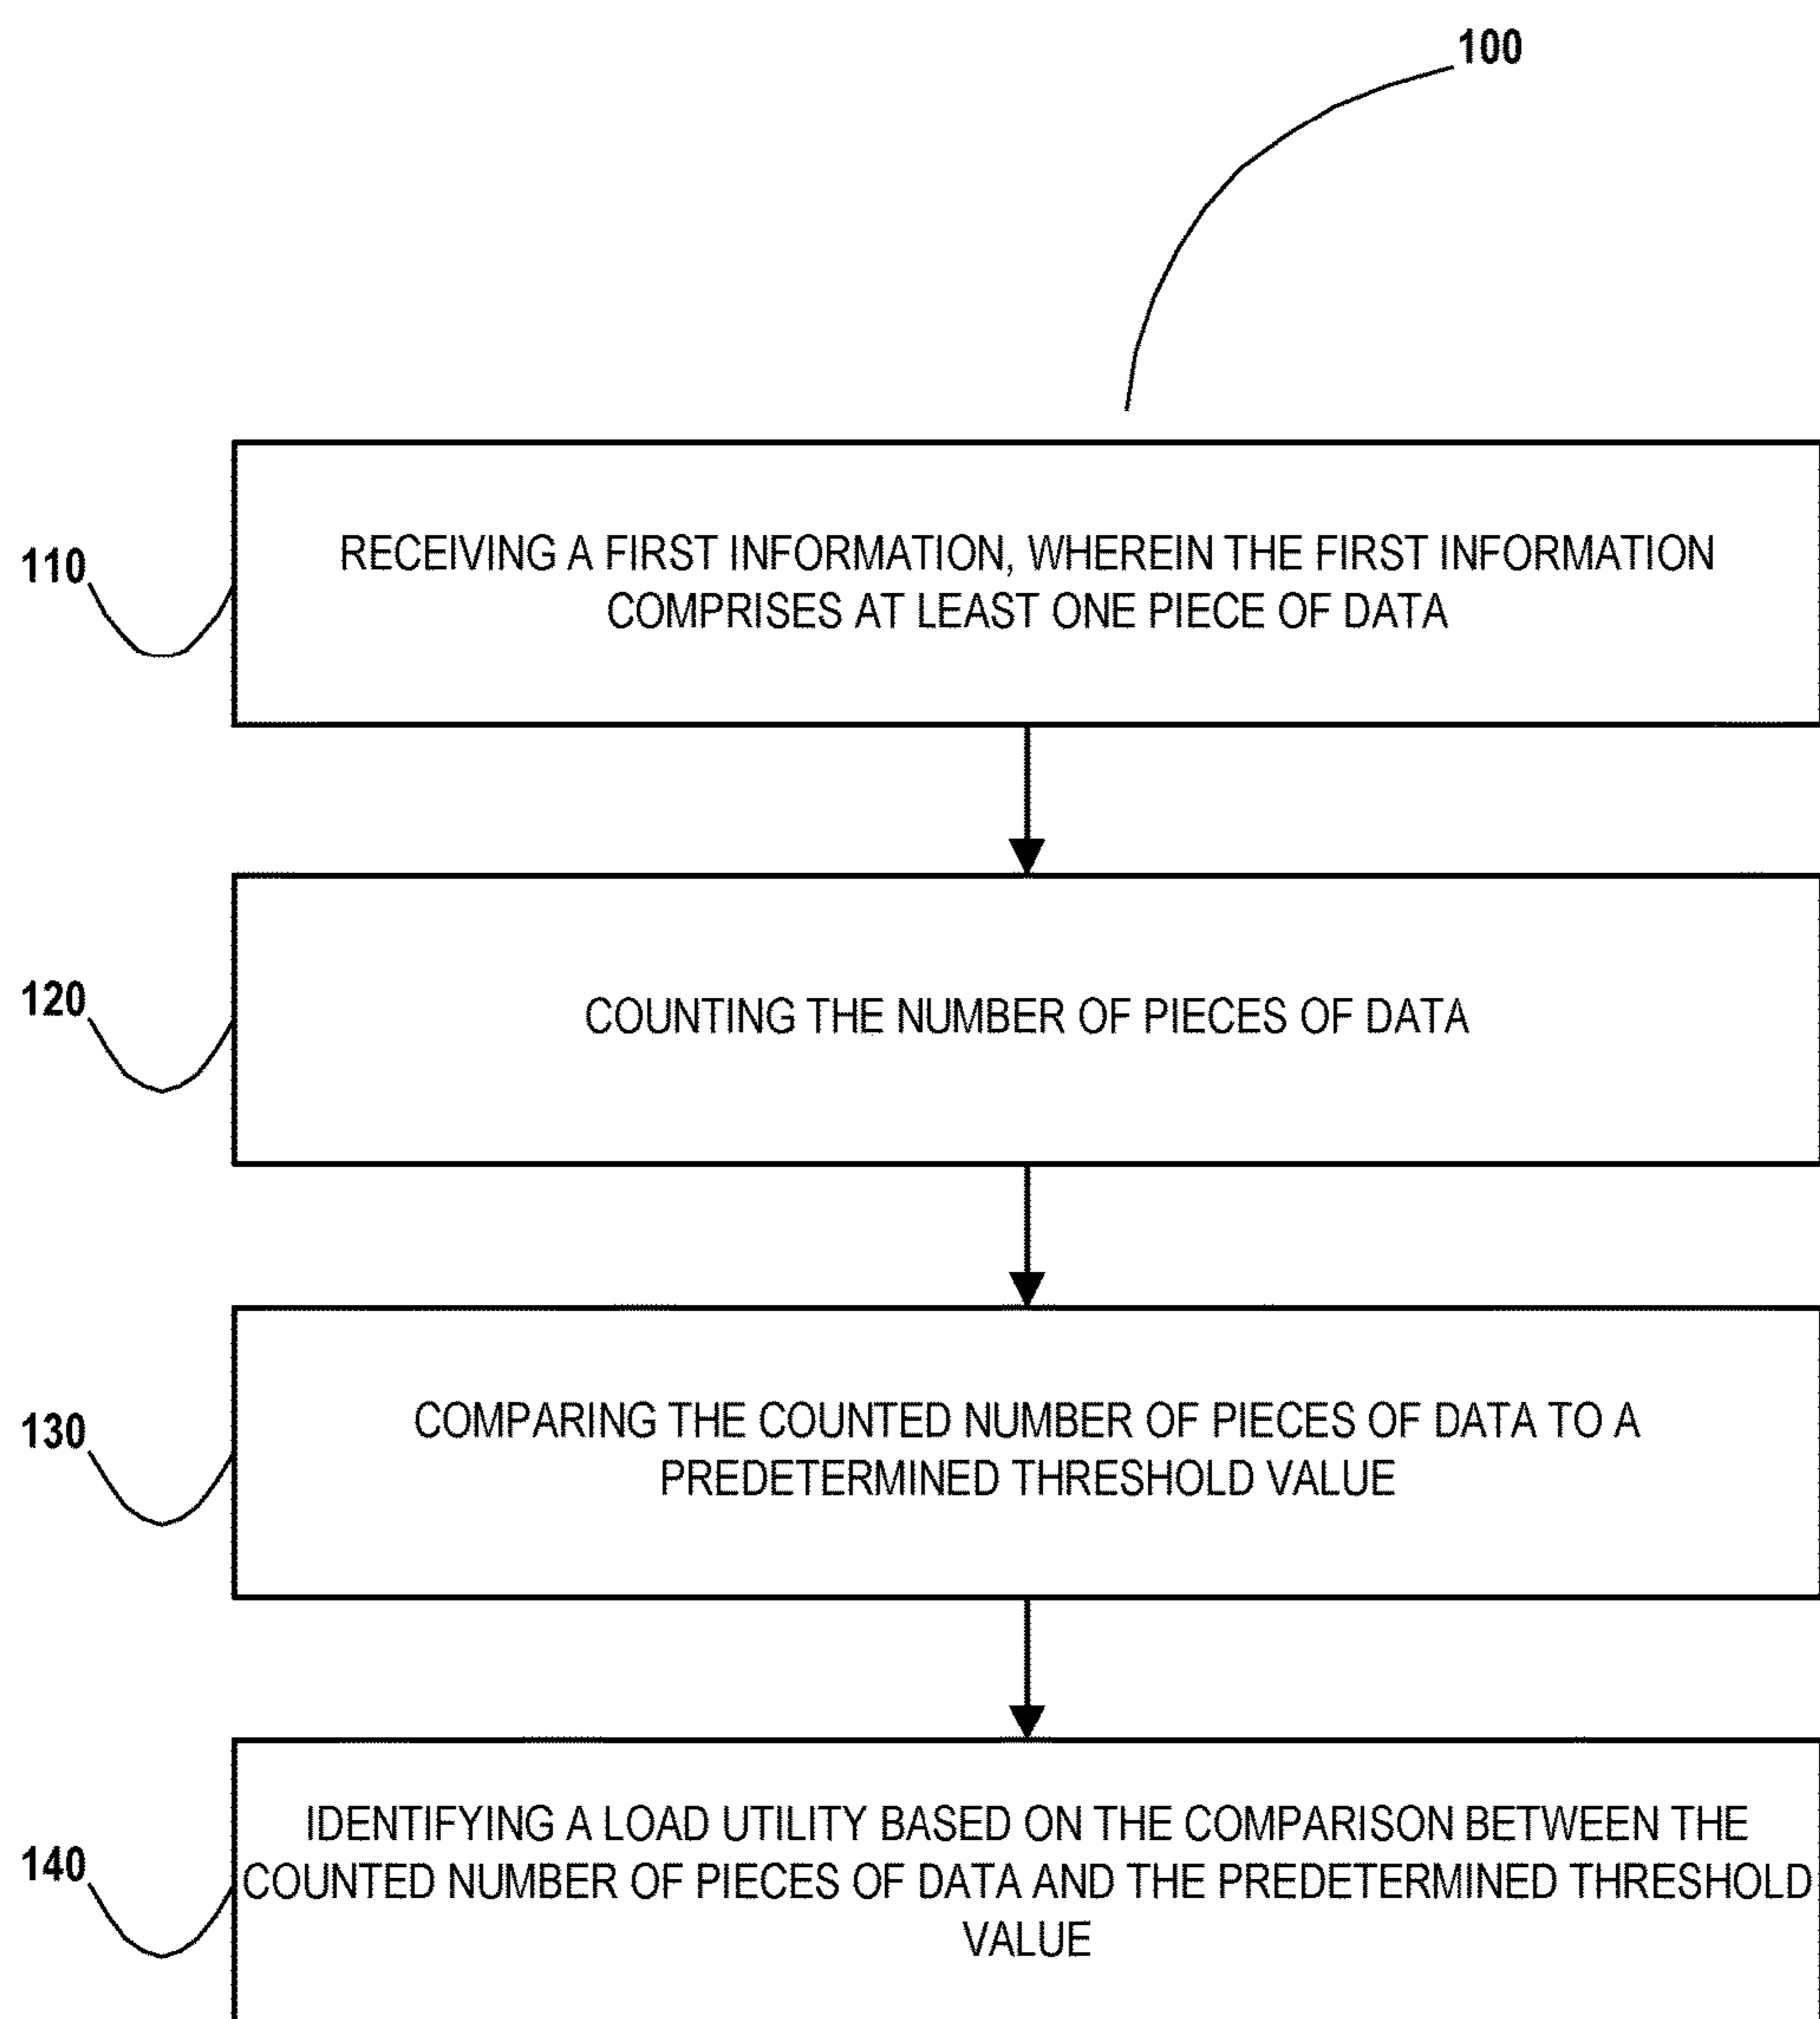 100
110
RECEIVING A FIRST INFORMATION, WHEREIN THE FIRST INFORMATION
COMPRISES AT LEAST ONE PIECE OF DATA
120
COUNTING THE NUMBER OF PIECES OF DATA
130
COMPARING THE COUNTED NUMBER OF PIECES OF DATA TO A
PREDETERMINED THRESHOLD VALUE
140
IDENTIFYING A LOAD UTILITY BASED ON THE COMPARISON BETWEEN THE
COUNTED NUMBER OF PIECES OF DATA AND THE PREDETERMINED THRESHOLD
VALUE